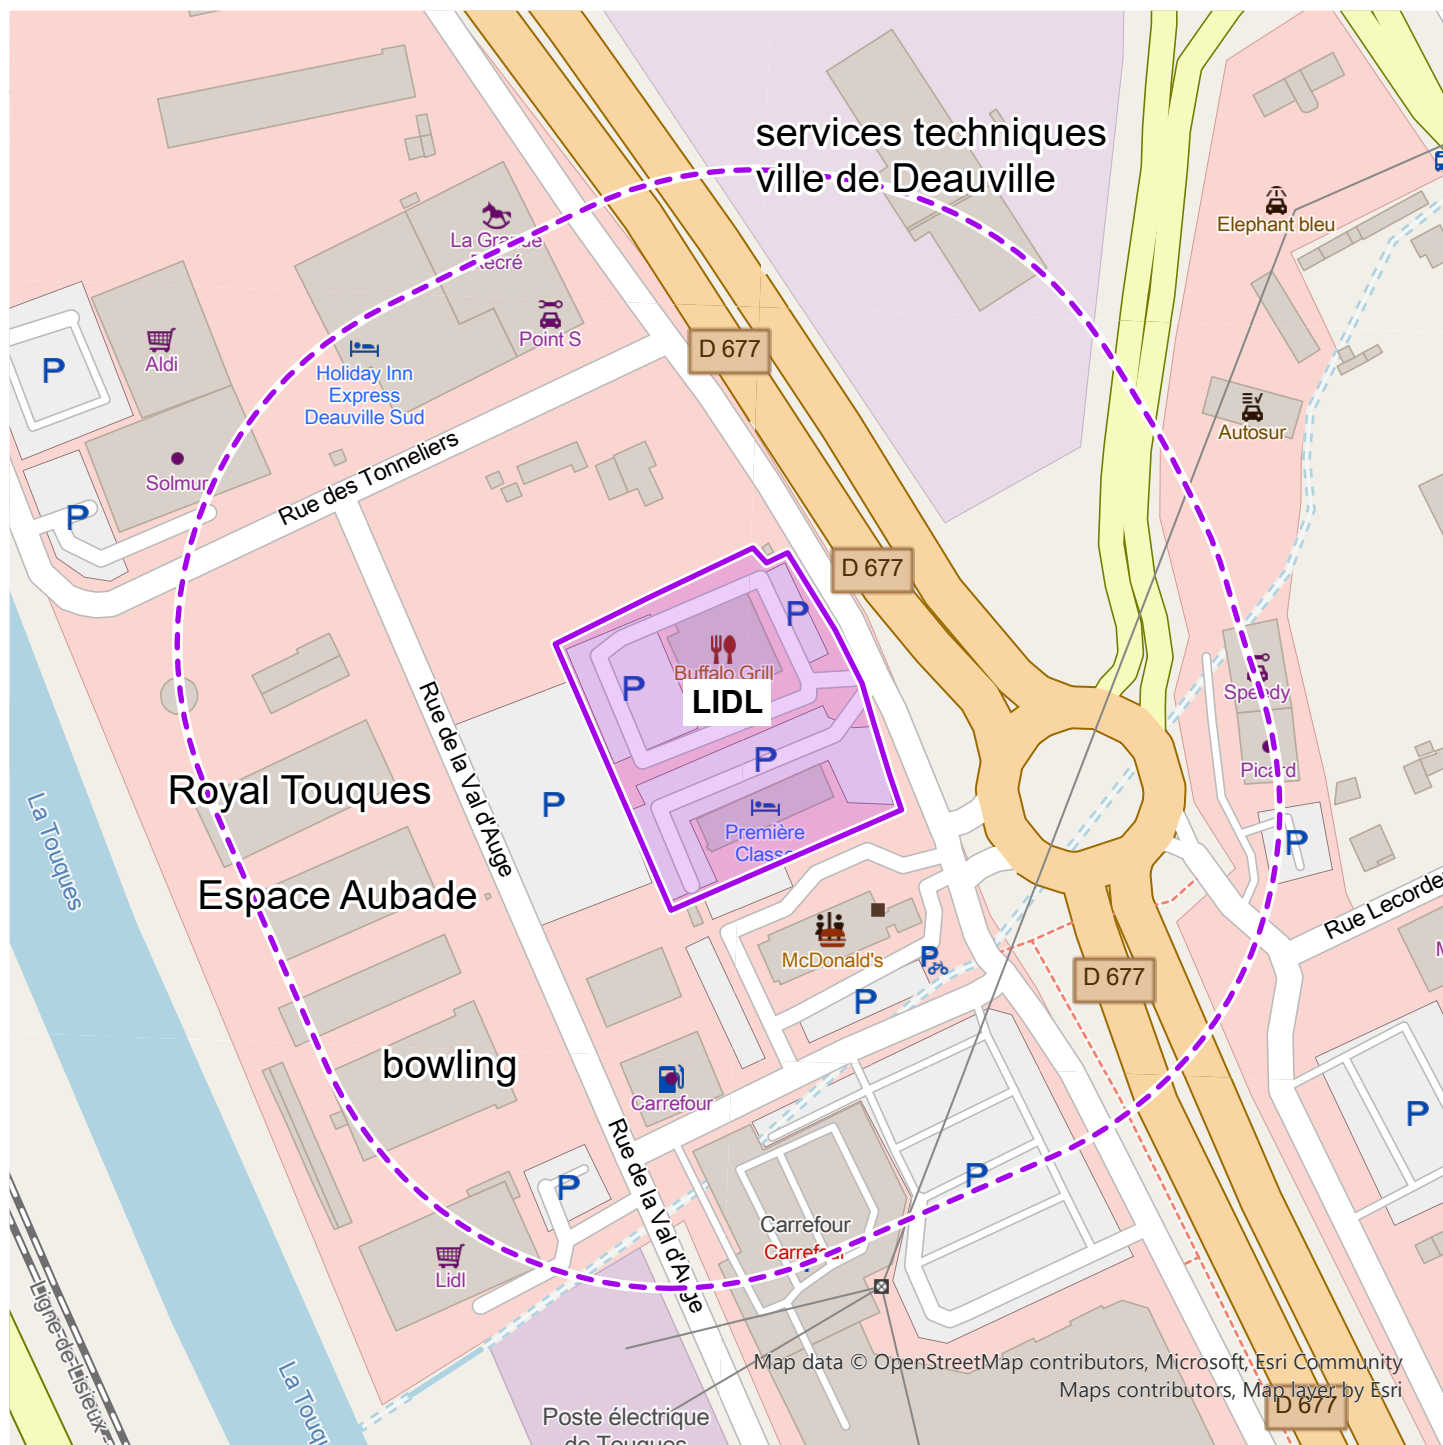 services techniques
ville de Deauville
Elephant bleu
La Grande
Récré
Point S
P
Aldi
D 677
Holiday Inn
Express
Deauville Sud
Autosur
Solmur
Rue des Tonneliers
P
D 677
P
Buffalo Grill
P
LIDL
Speedy
Rue de la Val d'Auge
P
Picard
Royal Touques
P
La Touques
Première
Classe
P
Rue Lecorde
Espace Aubade
McDonald's
P
D 677
P
bowling
Carrefour
P
P
P
Rue de la Val d'Auge
Carrefour
Carrefour
Lidl
Ligne-de-Lisieux
La Touqu
Map data © OpenStreetMap contributors, Microsoft, Esri Community
Maps contributors, Map layer by Esri
D 677
Poste électrique
de Touques